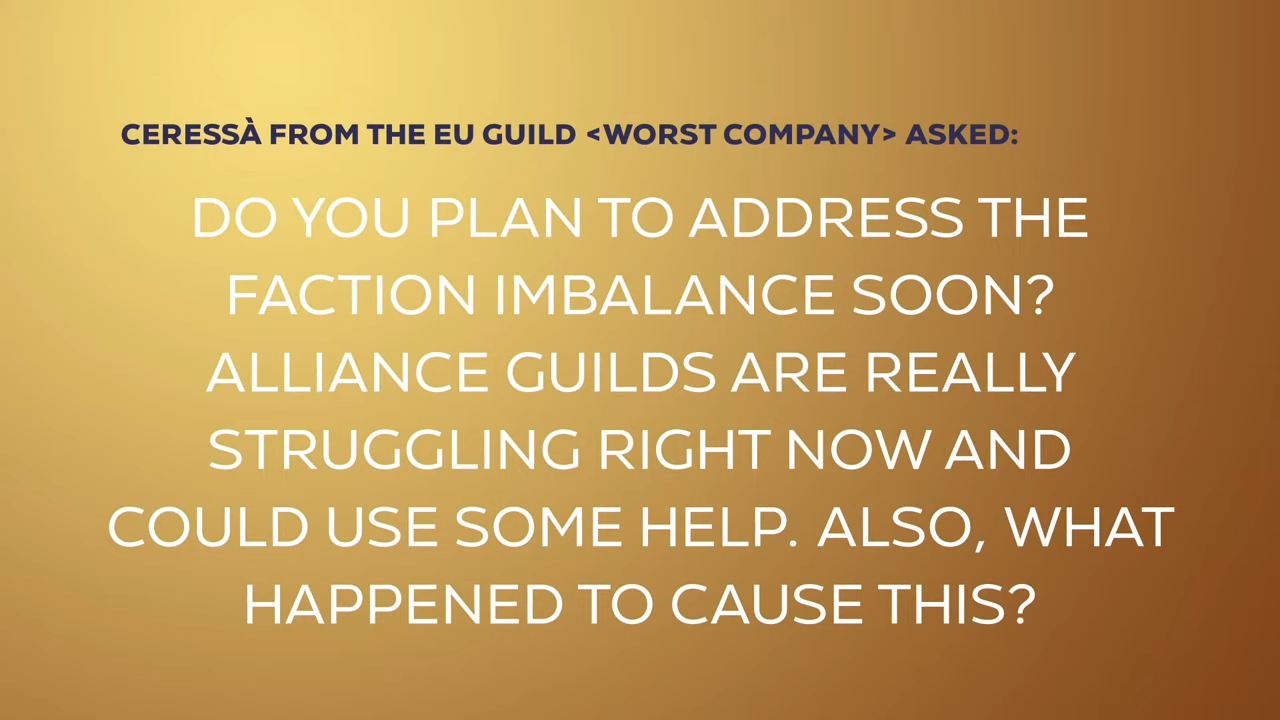 CERESSÀ FROM THE EU GUILD <WORST COMPANY> ASKED:
DO YOU PLAN TO ADDRESS THE
FACTION IMBALANCE SOON?
ALLIANCE GUILDS ARE REALLY
STRUGGLING RIGHT NOW AND
COULD USE SOME HELP. ALSO, WHAT
HAPPENED TO CAUSE THIS?